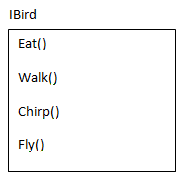 IBird
Eat()
Walk()
Chirp()
Fly()